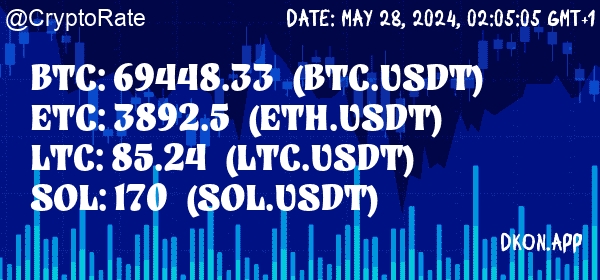 @CryptoRate
DATE: MAY 28, 2024, 02:05:05 GMT+1
BTC: 69448.33 (BTC.USDT)
ETC: 3892.5 (ETH.USDT)
LTC: 85.24 (LTC.USDT)
SOL: 170 (SOL.USDT)
DKON.APP